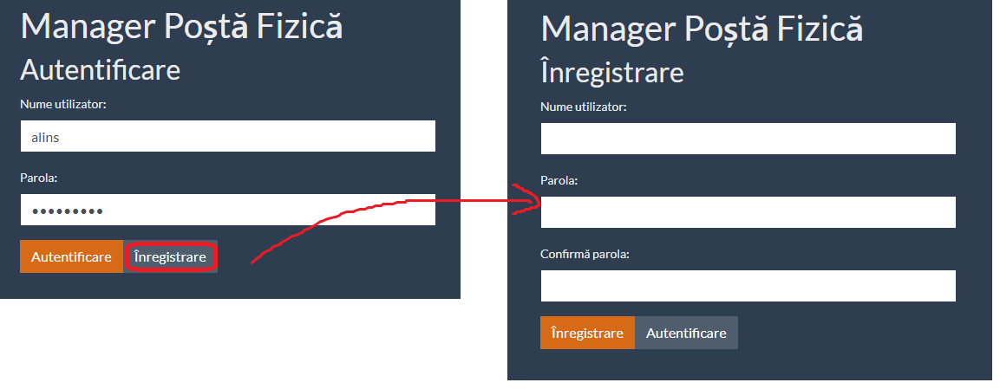 Manager Poștă Fizică
Autentificare
Nume utilizator:
alins
Parola:
•••••••••
Autentificare Înregistrare
Manager Poștă Fizică
Înregistrare
Nume utilizator:
Parola:
Confirmă parola:
Înregistrare Autentificare